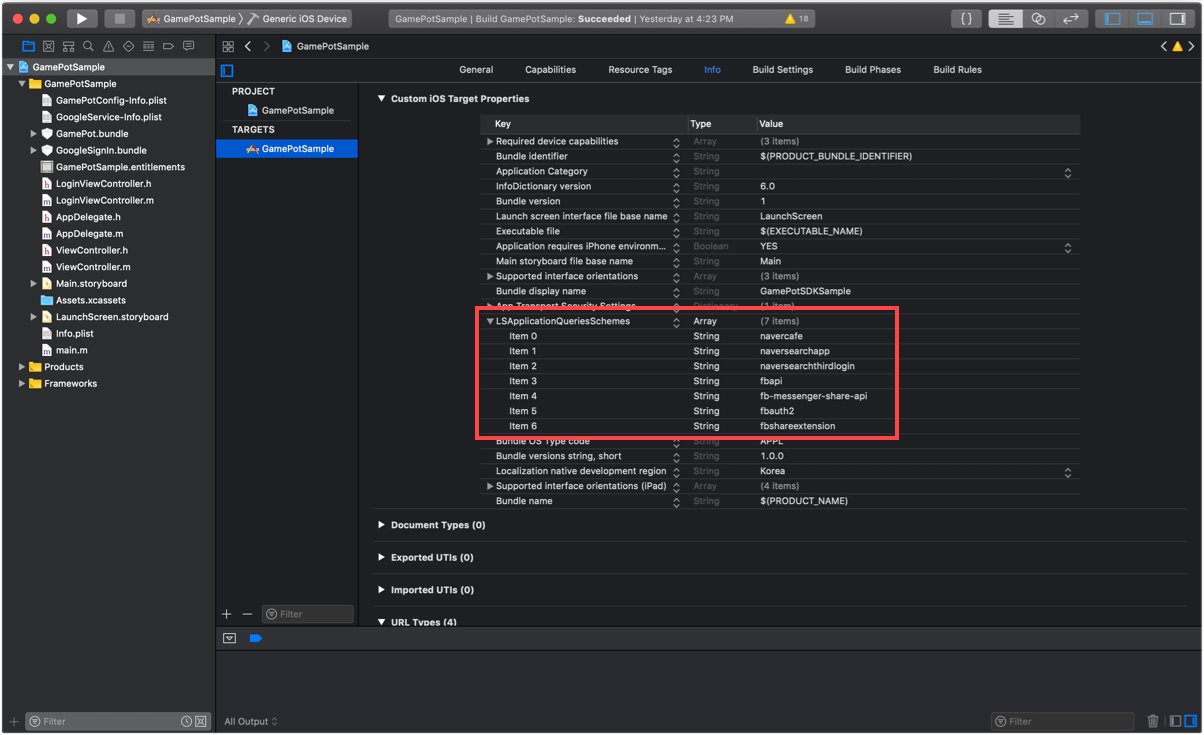 GamePotSample 〉 Generic iOS Device
GamePotSample | Build GamePotSample: Succeeded | Yesterday at 4:23 PM
18
{}
GamePotSample
GamePotSample
GamePotSample
GamePotConfig-Info.plist
GoogleService-Info.plist
GamePot.bundle
GoogleSignIn.bundle
GamePotSample.entitlements
LoginViewController.h
LoginViewController.m
AppDelegate.h
AppDelegate.m
ViewController.h
ViewController.m
Main.storyboard
Assets.xcassets
LaunchScreen.storyboard
Info.plist
main.m
Products
Frameworks
Filter
General Capabilities Resource Tags Info Build Settings Build Phases Build Rules
PROJECT
GamePotSample
TARGETS
GamePotSample
Filter
Custom iOS Target Properties
Key Type Value
Required device capabilities Array (3 items)
Bundle identifier String $(PRODUCT_BUNDLE_IDENTIFIER)
Application Category String
InfoDictionary version String 6.0
Bundle version String 1
Launch screen interface file base name String LaunchScreen
Executable file String $(EXECUTABLE_NAME)
Application requires iPhone environm... Boolean YES
Main storyboard file base name String Main
Supported interface orientations Array (3 items)
Bundle display name String GamePotSDKSample
App Transport Security Settings Dictionary (1 item)
LSApplicationQueriesSchemes Array (7 items)
Item 0 String navercafe
Item 1 String naversearchapp
Item 2 String naversearchthirdlogin
Item 3 String fbapi
Item 4 String fb-messenger-share-api
Item 5 String fbauth2
Item 6 String fbshareextension
Bundle OS Type code String APPL
Bundle versions string, short String 1.0.0
Localization native development region String Korea
Supported interface orientations (iPad) Array (4 items)
Bundle name String $(PRODUCT_NAME)
Document Types (0)
Exported UTIs (0)
Imported UTIs (0)
URL Types (4)
All Output
Filter